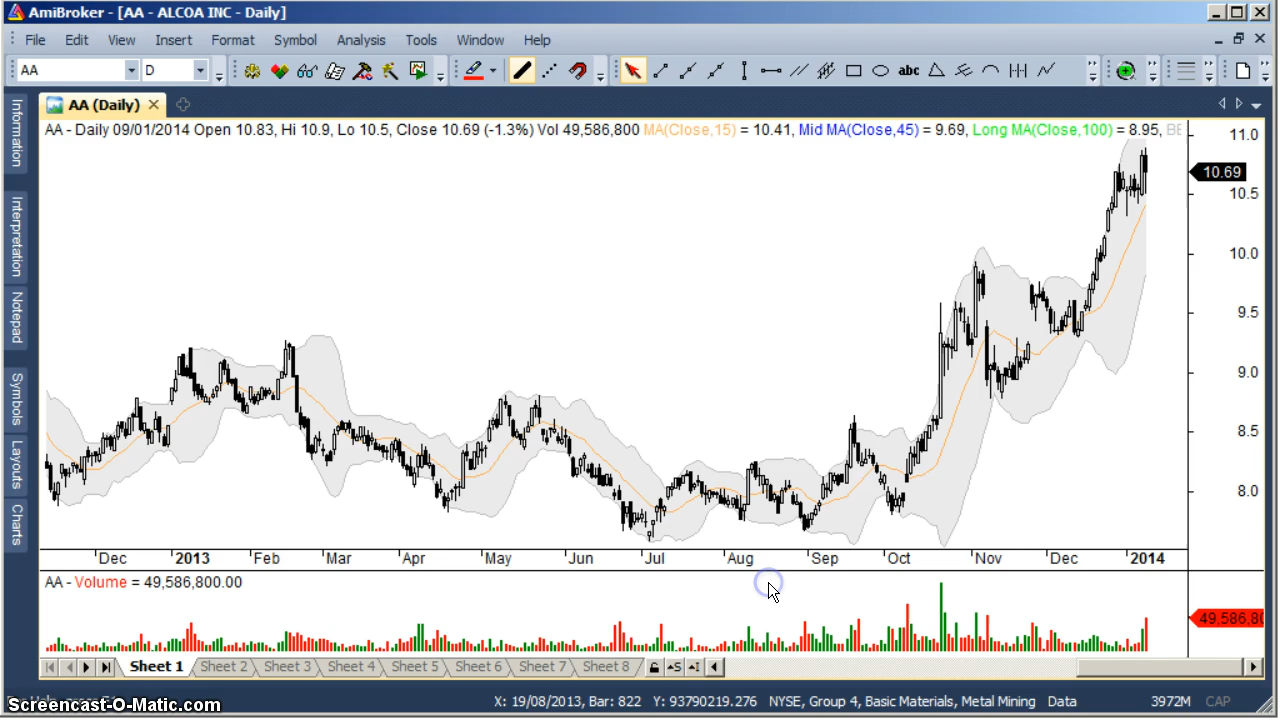 AmiBroker - [AA - ALCOA INC - Daily]
File Edit View Insert Format Symbol Analysis Tools Window Help
AA D abc
AA (Daily)
AA - Daily 09/01/2014 Open 10.83, Hi 10.9, Lo 10.5, Close 10.69 (-1.3%) Vol 49,586,800 MA(Close,15) = 10.41, Mid MA(Close,45) = 9.69, Long MA(Close,100) = 8.95,
11.0
10.69
10.5
10.0
9.5
9.0
8.5
8.0
Information
Interpretation
Notepad
Symbols
Layouts
Charts
Dec 2013 Feb Mar Apr May Jun Jul Aug Sep Oct Nov Dec 2014
AA - Volume = 49,586,800.00
49,586,80
Sheet 1 Sheet 2 Sheet 3 Sheet 4 Sheet 5 Sheet 6 Sheet 7 Sheet 8
X: 19/08/2013, Bar: 822 Y: 93790219.276 NYSE, Group 4, Basic Materials, Metal Mining Data 3972M CAP
Screencast-O-Matic.com